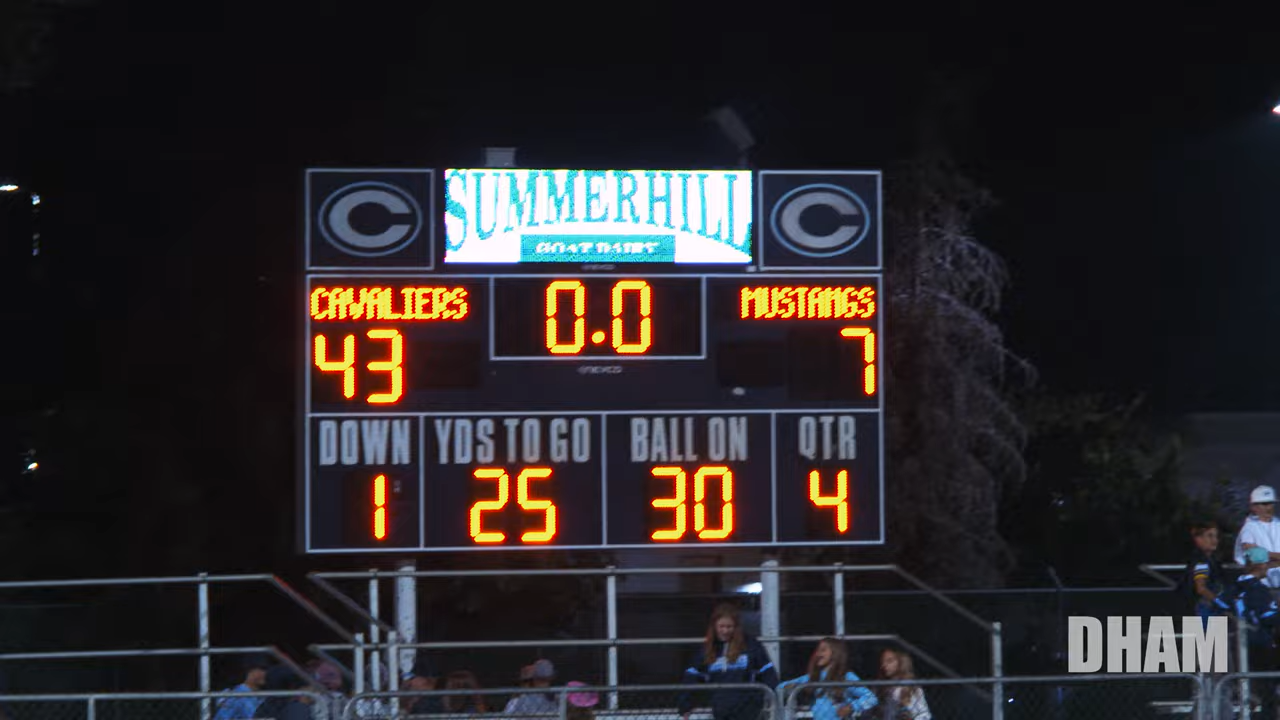 C
SUMMERHILL
C
GOAT DAIRY
CAVALIERS
0.0
MUSTANGS
43
7
DOWN
YDS TO GO
BALL ON
QTR
1
25
30
4
DHAM